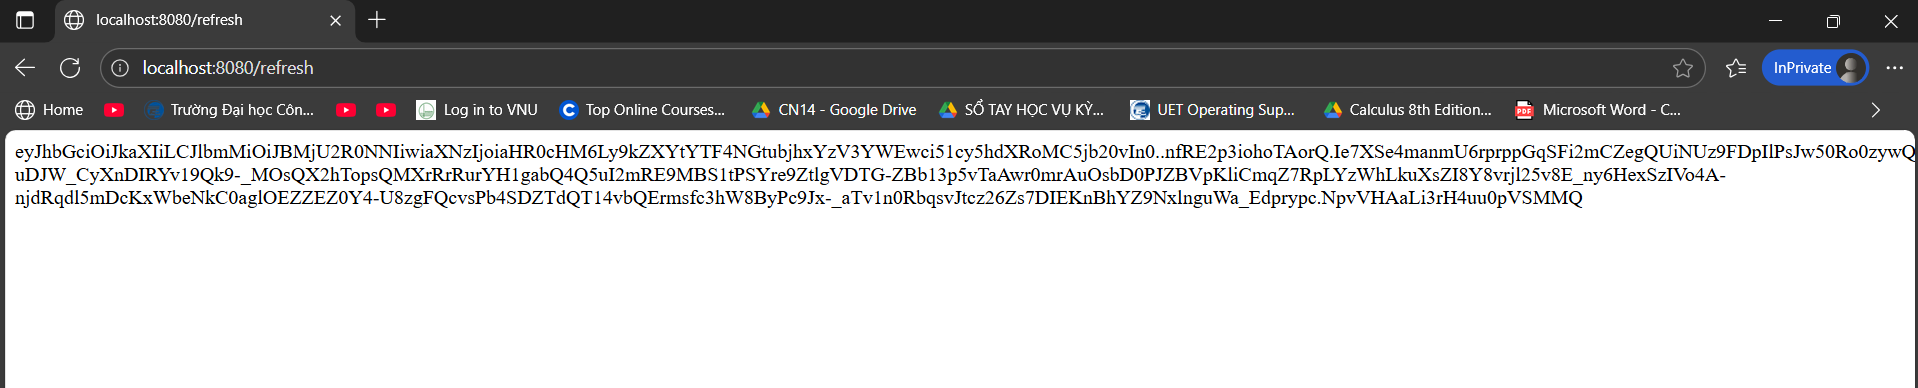 localhost:8080/refresh
localhost:8080/refresh
InPrivate
Home Trường Đại học Côn... Log in to VNU Top Online Courses... CN14 - Google Drive SỔ TAY HỌC VỤ KỲ... UET Operating Sup... Calculus 8th Edition... Microsoft Word - C...
eyJhbGciOiJkaXIiLCJlbmMiOiJBMjU2R0NNIiwiaXNzIjoiaHR0cHM6Ly9kZXYtYTF4NGtubjhxYzV3YWEwci51cy5hdXRoMC5jb20vIn0..nfRE2p3iohoTAorQ.Ie7XSe4manmU6rprppGqSFi2mCZegQUiNUz9FDpIlPsJw50Ro0zywQ
uDJW_CyXnDIRYv19Qk9-_MOsQX2hTopsQMXrRrRurYH1gabQ4Q5uI2mRE9MBS1tPSYre9ZtlgVDTG-ZBb13p5vTaAwr0mrAuOsbD0PJZBVpKliCmqZ7RpLYzWhLkuXsZI8Y8vrjl25v8E_ny6HexSzIVo4A-
njdRqdl5mDcKxWbeNkC0aglOEZZEZ0Y4-U8zgFQcvsPb4SDZTdQT14vbQErmsfc3hW8ByPc9Jx-_aTv1n0RbqsvJtcz26Zs7DIEKnBhYZ9NxlnguWa_Edprypc.NpvVHAaLi3rH4uu0pVSMMQ